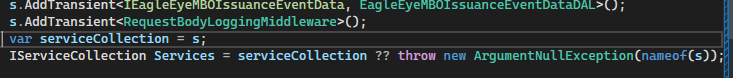 s.AddTransient<IEagleEyeMBOIssuanceEventData, EagleEyeMBOIssuanceEventDataDAL>();
s.AddTransient<RequestBodyLoggingMiddleware>();
var serviceCollection = s;
IServiceCollection Services = serviceCollection ?? throw new ArgumentNullException(nameof(s));